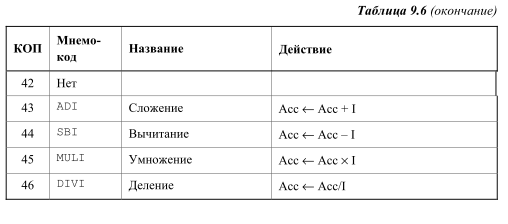 Таблица 9.6 (окончание)
КОП Мнемо-код Название Действие
42 Нет
43 ADI Сложение Acc ← Acc + I
44 SBI Вычитание Acc ← Acc – I
45 MULI Умножение Acc ← Acc × I
46 DIVI Деление Acc ← Acc/I